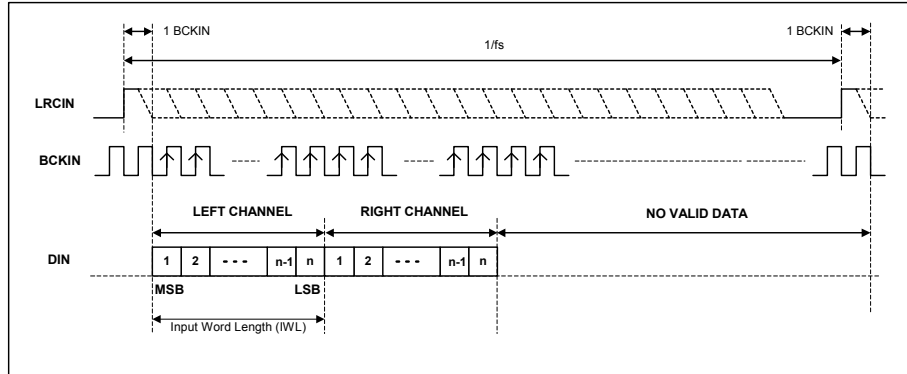 1 BCKIN
1/fs
1 BCKIN
LRCIN
BCKIN
LEFT CHANNEL
RIGHT CHANNEL
NO VALID DATA
DIN
1 2 - - - n-1 n 1 2 - - - n-1 n
MSB
LSB
Input Word Length (IWL)